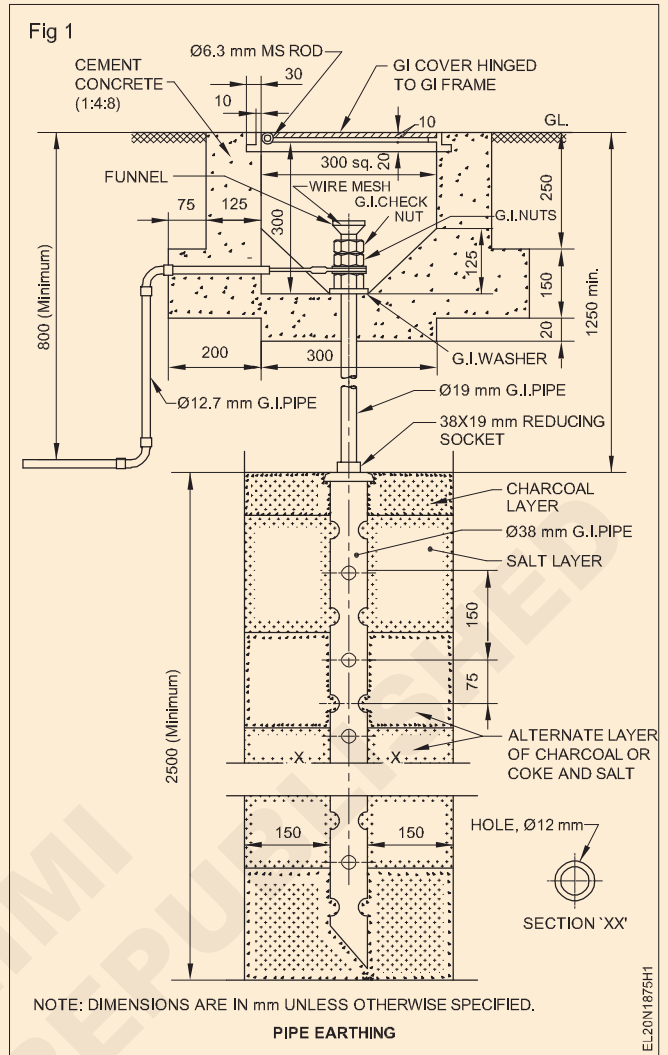 Fig 1
Ø6.3 mm MS ROD
CEMENT
CONCRETE
(1:4:8)
30
10
GI COVER HINGED
TO GI FRAME
10
GL.
20
300 sq.
FUNNEL
WIRE MESH
G.I.CHECK
NUT
G.I.NUTS
75
125
300
250
125
150
20
800 (Minimum)
1250 min.
200
300
G.I.WASHER
Ø12.7 mm G.I.PIPE
Ø19 mm G.I.PIPE
38X19 mm REDUCING
SOCKET
CHARCOAL
LAYER
Ø38 mm G.I.PIPE
SALT LAYER
150
75
2500 (Minimum)
ALTERNATE LAYER
OF CHARCOAL OR
COKE AND SALT
X X
150 150
HOLE, Ø12 mm
SECTION `XX'
NOTE: DIMENSIONS ARE IN mm UNLESS OTHERWISE SPECIFIED.
PIPE EARTHING
EL20N1875H1